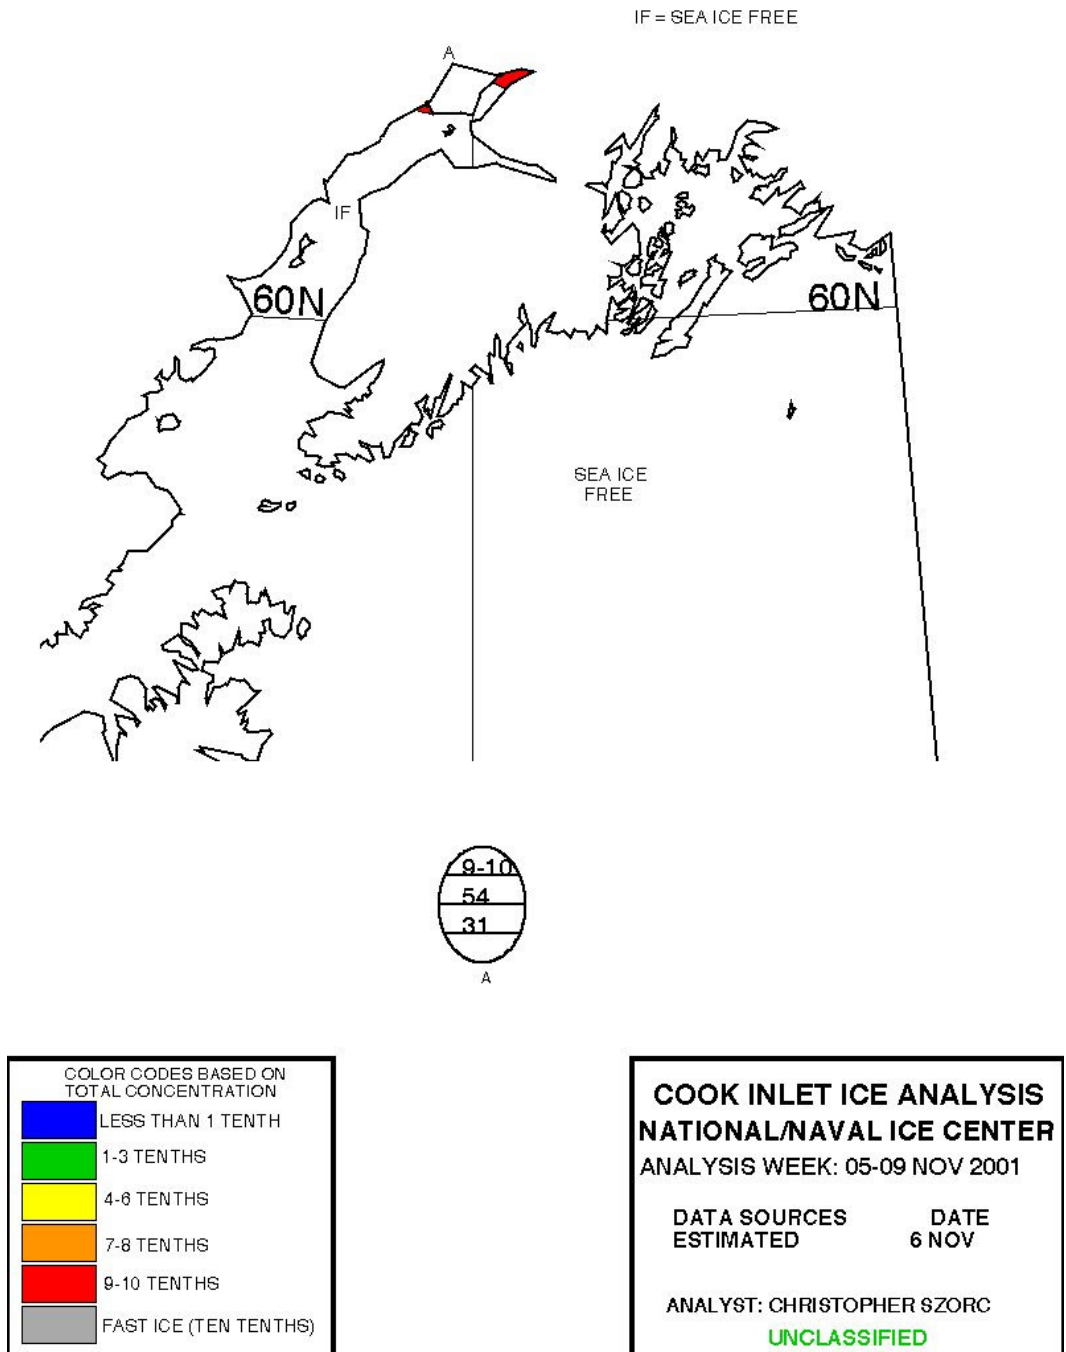 IF = SEA ICE FREE
A
IF
60N
60N
SEA ICE
FREE
9-10
54
31
A
COLOR CODES BASED ON
TOTAL CONCENTRATION
LESS THAN 1 TENTH
1-3 TENTHS
4-6 TENTHS
7-8 TENTHS
9-10 TENTHS
FAST ICE (TEN TENTHS)
COOK INLET ICE ANALYSIS
NATIONAL/NAVAL ICE CENTER
ANALYSIS WEEK: 05-09 NOV 2001
DATA SOURCES DATE
ESTIMATED 6 NOV
ANALYST: CHRISTOPHER SZORC
UNCLASSIFIED